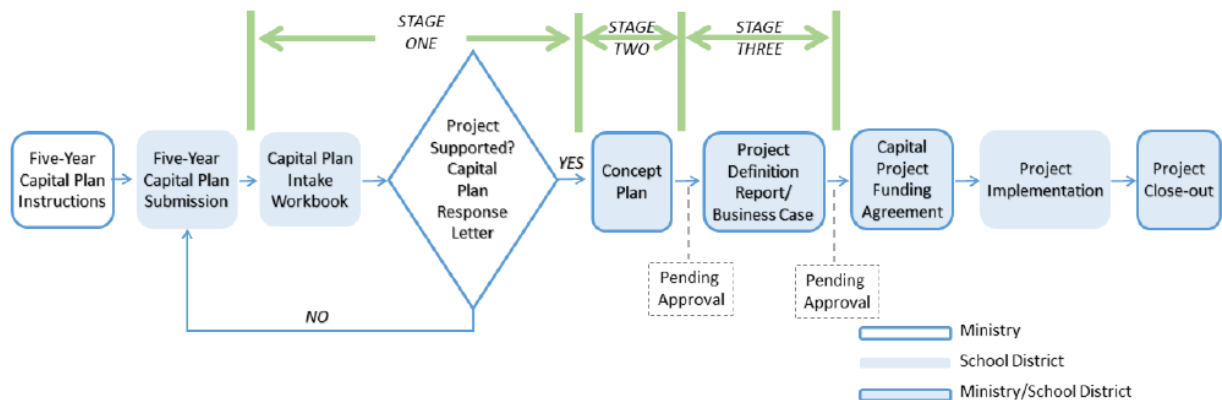 STAGE
ONE
STAGE
TWO
STAGE
THREE
Five-Year
Capital Plan
Instructions
Five-Year
Capital Plan
Submission
Capital Plan
Intake
Workbook
Project
Supported?
Capital
Plan
Response
Letter
YES
NO
Concept
Plan
Project
Definition
Report/
Business Case
Capital
Project
Funding
Agreement
Project
Implementation
Project
Close-out
Pending
Approval
Pending
Approval
Ministry
School District
Ministry/School District